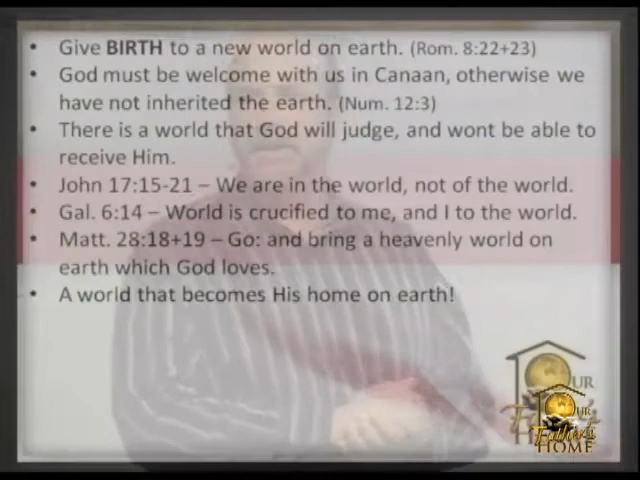 • Give BIRTH to a new world on earth. (Rom. 8:22+23)
• God must be welcome with us in Canaan, otherwise we
have not inherited the earth. (Num. 12:3)
• There is a world that God will judge, and wont be able to
receive Him.
• John 17:15-21 – We are in the world, not of the world.
• Gal. 6:14 – World is crucified to me, and I to the world.
• Matt. 28:18+19 – Go: and bring a heavenly world on
earth which God loves.
• A world that becomes His home on earth!
OUR
OUR
Father's
HOME